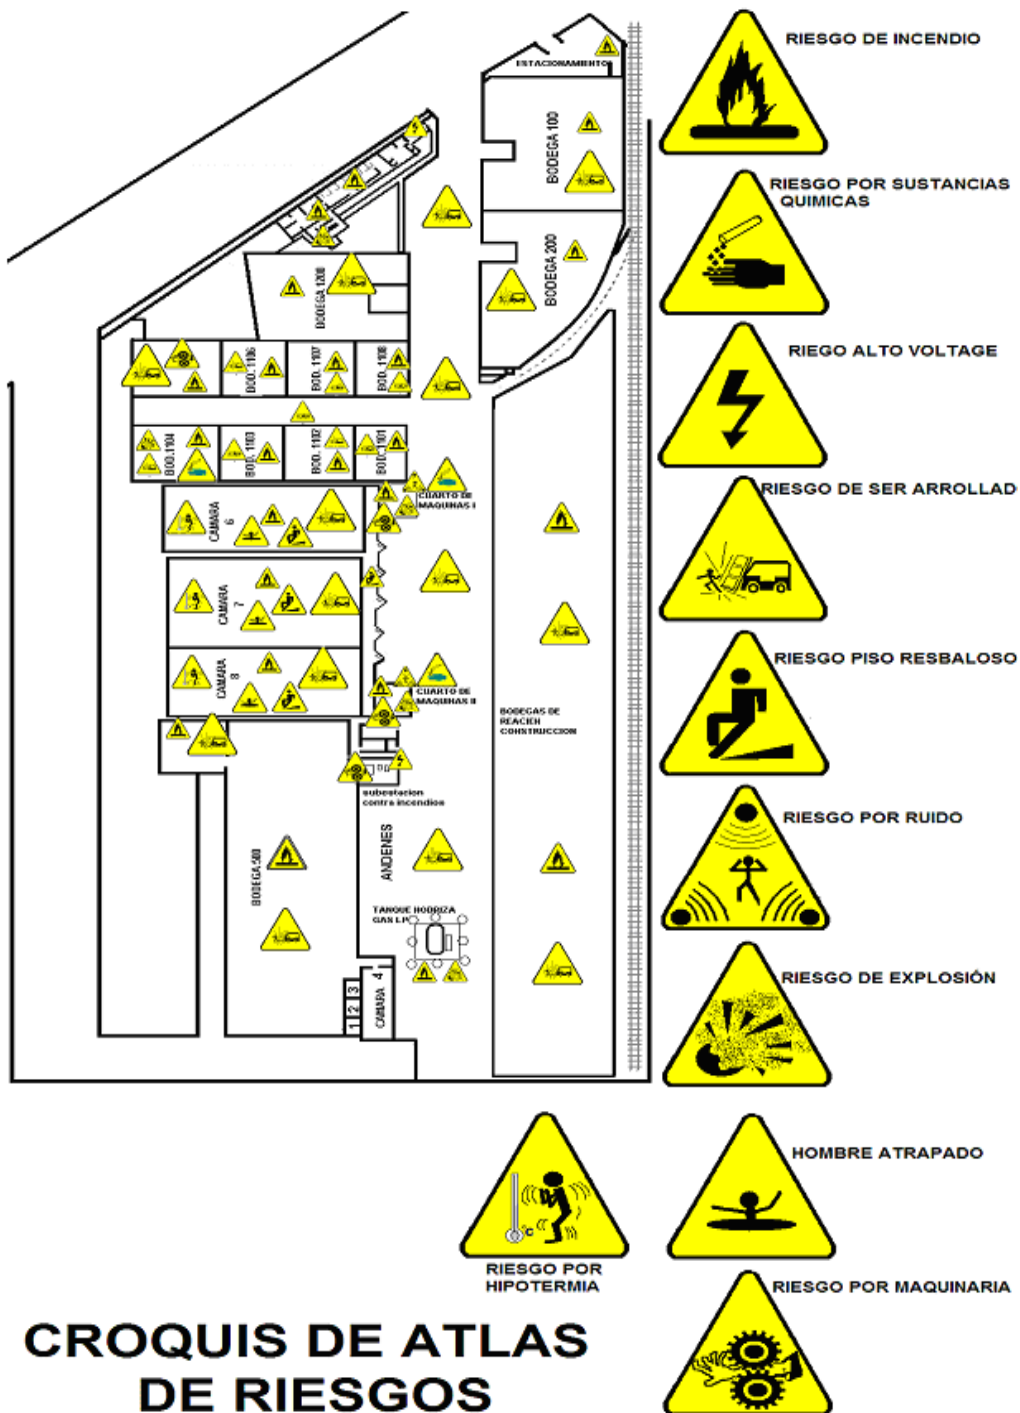 ESTACIONAMIENTO
RIESGO DE INCENDIO
BODEGA 100
RIESGO POR SUSTANCIAS
QUIMICAS
BODEGA 200
BODEGA 1200
RIEGO ALTO VOLTAGE
BOD. 1106
BOD. 1107
BOD. 1108
BOD.1104
BOD. 1103
BOD. 1102
BOD.1101
RIESGO DE SER ARROLLAD
CUARTO DE
MAQUINAS I
CAMARA
6
CAMARA
7
RIESGO PISO RESBALOSO
CAMARA
8
CUARTO DE
MAQUINAS II
BODEGAS DE
REACIEN
CONSTRUCCION
subestacion
contra incendios
RIESGO POR RUIDO
BODEGA 500
ANDENES
TANQUE NODRIZA
GAS L.P
RIESGO DE EXPLOSIÓN
1 2 3
CAMARA 4
HOMBRE ATRAPADO
°C
RIESGO POR
HIPOTERMIA
RIESGO POR MAQUINARIA
CROQUIS DE ATLAS
DE RIESGOS